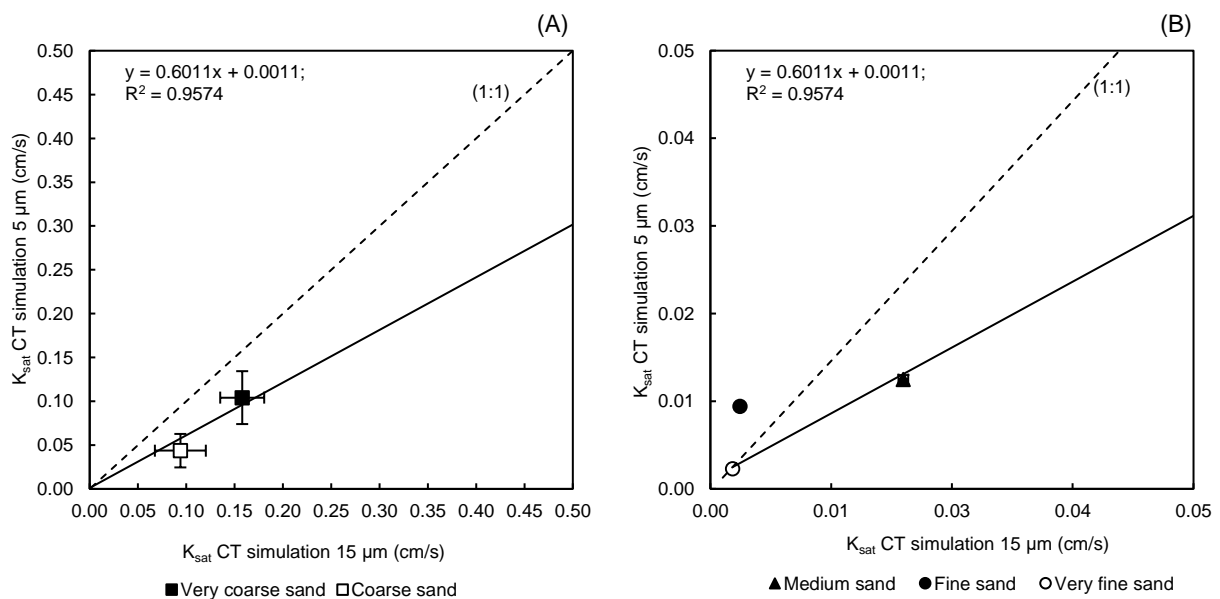 (A)
y = 0.6011x + 0.0011;
R² = 0.9574
(1:1)
0.50
0.45
0.40
0.35
0.30
0.25
0.20
0.15
0.10
0.05
0.00
Ksat CT simulation 5 µm (cm/s)
0.00 0.05 0.10 0.15 0.20 0.25 0.30 0.35 0.40 0.45 0.50
Ksat CT simulation 15 µm (cm/s)
Very coarse sand Coarse sand
(B)
y = 0.6011x + 0.0011;
R² = 0.9574
(1:1)
0.05
0.04
0.03
0.02
0.01
0.00
Ksat CT simulation 5 µm (cm/s)
0.00 0.01 0.03 0.04 0.05
Ksat CT simulation 15 µm (cm/s)
Medium sand Fine sand Very fine sand